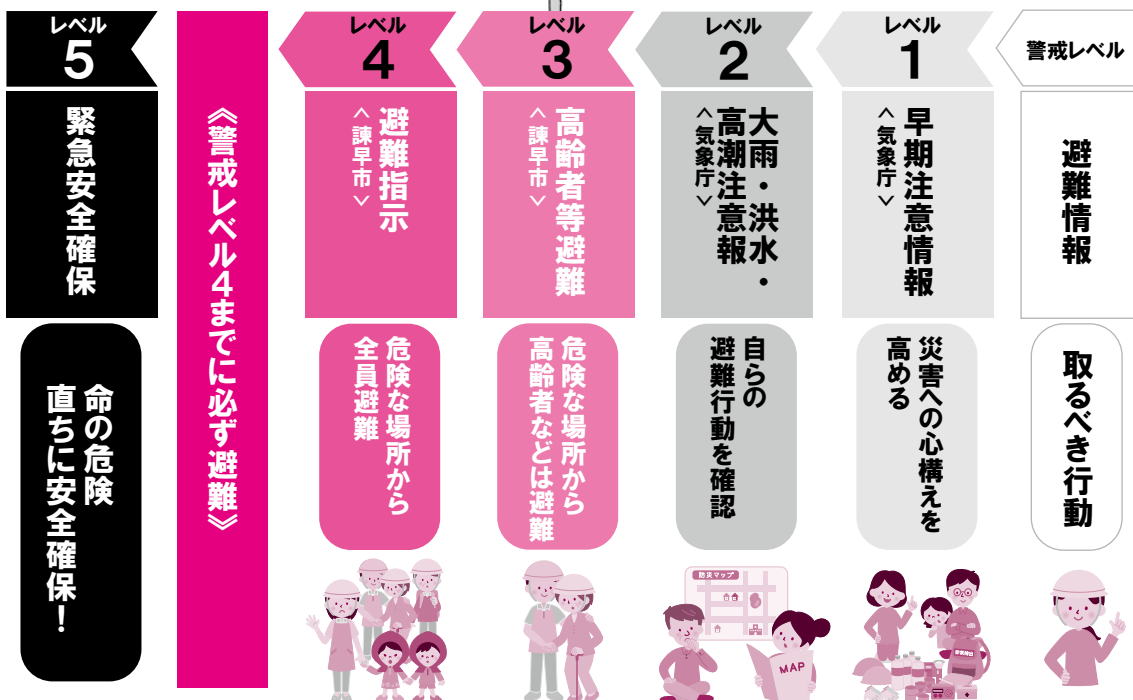 警戒レベル
避難情報
取るべき行動
レベル
1
早期注意情報
<気象庁>
災害への心構えを
高める
レベル
2
大雨・洪水・
高潮注意報
<気象庁>
自らの
避難行動を確認
防災マップ
MAP
レベル
3
高齢者等避難
<諫早市>
危険な場所から
高齢者などは避難
レベル
4
避難指示
<諫早市>
危険な場所から
全員避難
《警戒レベル4までに必ず避難》
レベル
5
緊急安全確保
命の危険
直ちに安全確保!